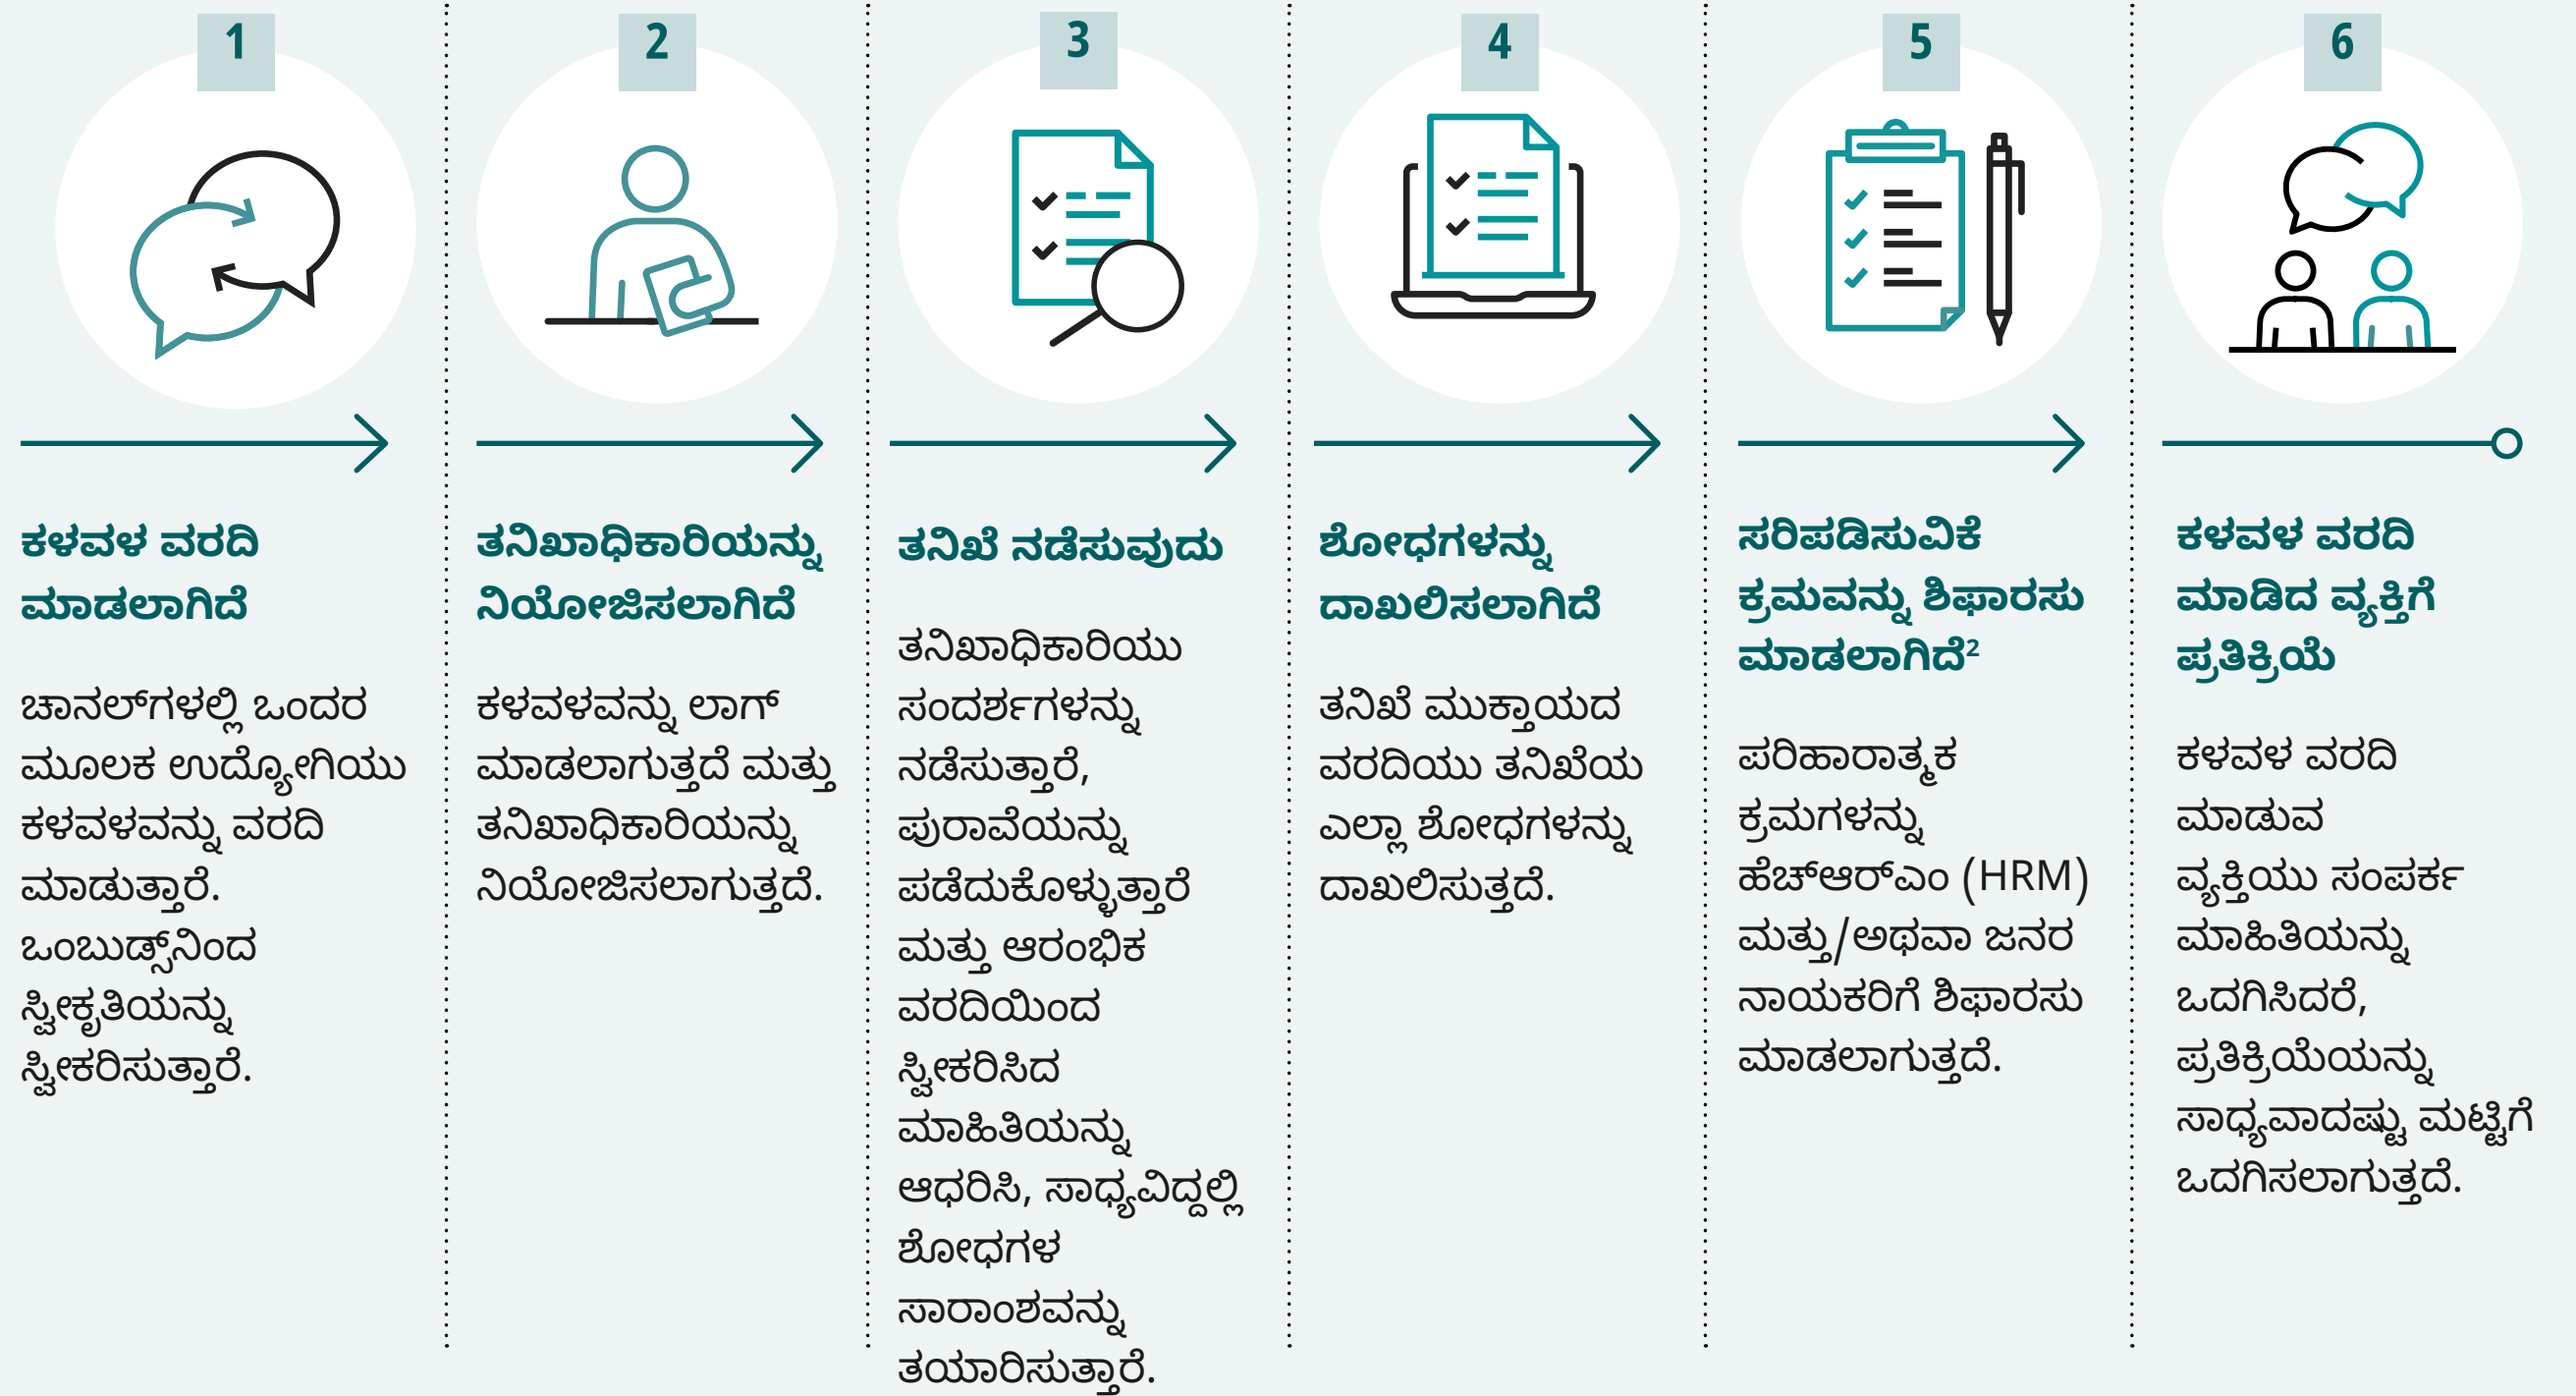 1
ಕಳವಳ ವರದಿ
ಮಾಡಲಾಗಿದೆ
ಚಾನಲ್‌ಗಳಲ್ಲಿ ಒಂದರ
ಮೂಲಕ ಉದ್ಯೋಗಿಯು
ಕಳವಳವನ್ನು ವರದಿ
ಮಾಡುತ್ತಾರೆ.
ಒಂಬುಡ್ಸ್‌ನಿಂದ
ಸ್ವೀಕೃತಿಯನ್ನು
ಸ್ವೀಕರಿಸುತ್ತಾರೆ.
2
ತನಿಖಾಧಿಕಾರಿಯನ್ನು
ನಿಯೋಜಿಸಲಾಗಿದೆ
ಕಳವಳವನ್ನು ಲಾಗ್
ಮಾಡಲಾಗುತ್ತದೆ ಮತ್ತು
ತನಿಖಾಧಿಕಾರಿಯನ್ನು
ನಿಯೋಜಿಸಲಾಗುತ್ತದೆ.
3
ತನಿಖೆ ನಡೆಸುವುದು
ತನಿಖಾಧಿಕಾರಿಯು
ಸಂದರ್ಶಗಳನ್ನು
ನಡೆಸುತ್ತಾರೆ,
ಪುರಾವೆಯನ್ನು
ಪಡೆದುಕೊಳ್ಳುತ್ತಾರೆ
ಮತ್ತು ಆರಂಭಿಕ
ವರದಿಯಿಂದ
ಸ್ವೀಕರಿಸಿದ
ಮಾಹಿತಿಯನ್ನು
ಆಧರಿಸಿ, ಸಾಧ್ಯವಿದ್ದಲ್ಲಿ
ಶೋಧಗಳ
ಸಾರಾಂಶವನ್ನು
ತಯಾರಿಸುತ್ತಾರೆ.
4
ಶೋಧಗಳನ್ನು
ದಾಖಲಿಸಲಾಗಿದೆ
ತನಿಖೆ ಮುಕ್ತಾಯದ
ವರದಿಯು ತನಿಖೆಯ
ಎಲ್ಲಾ ಶೋಧಗಳನ್ನು
ದಾಖಲಿಸುತ್ತದೆ.
5
ಸರಿಪಡಿಸುವಿಕೆ
ಕ್ರಮವನ್ನು ಶಿಫಾರಸು
ಮಾಡಲಾಗಿದೆ²
ಪರಿಹಾರಾತ್ಮಕ
ಕ್ರಮಗಳನ್ನು
ಹೆಚ್‌ಆರ್‌ಎಂ (HRM)
ಮತ್ತು/ಅಥವಾ ಜನರ
ನಾಯಕರಿಗೆ ಶಿಫಾರಸು
ಮಾಡಲಾಗುತ್ತದೆ.
6
ಕಳವಳ ವರದಿ
ಮಾಡಿದ ವ್ಯಕ್ತಿಗೆ
ಪ್ರತಿಕ್ರಿಯೆ
ಕಳವಳ ವರದಿ
ಮಾಡುವ
ವ್ಯಕ್ತಿಯು ಸಂಪರ್ಕ
ಮಾಹಿತಿಯನ್ನು
ಒದಗಿಸಿದರೆ,
ಪ್ರತಿಕ್ರಿಯೆಯನ್ನು
ಸಾಧ್ಯವಾದಷ್ಟು ಮಟ್ಟಿಗೆ
ಒದಗಿಸಲಾಗುತ್ತದೆ.